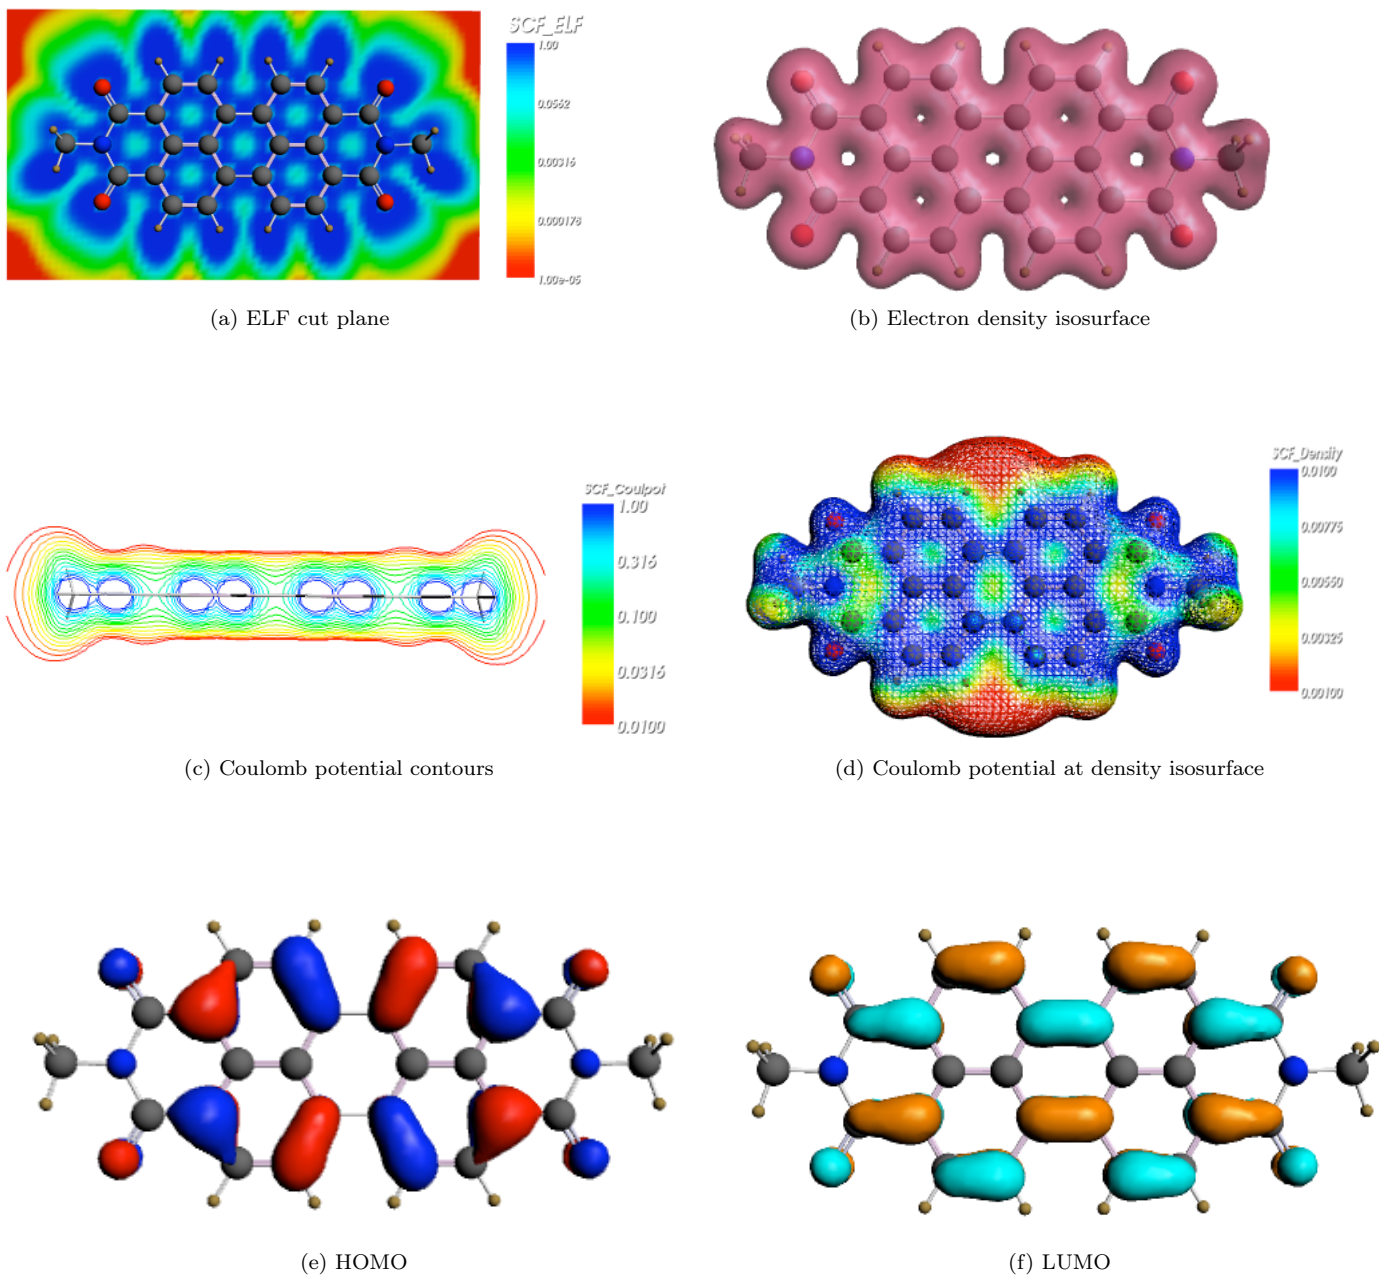 SCF_ELF
1.00
0.0562
0.00316
0.000178
1.00e-05
(a) ELF cut plane
(b) Electron density isosurface
SCF_Coulpot
1.00
0.316
0.100
0.0316
0.0100
(c) Coulomb potential contours
SCF_Density
0.0100
0.00775
0.00550
0.00325
0.00100
(d) Coulomb potential at density isosurface
(e) HOMO
(f) LUMO